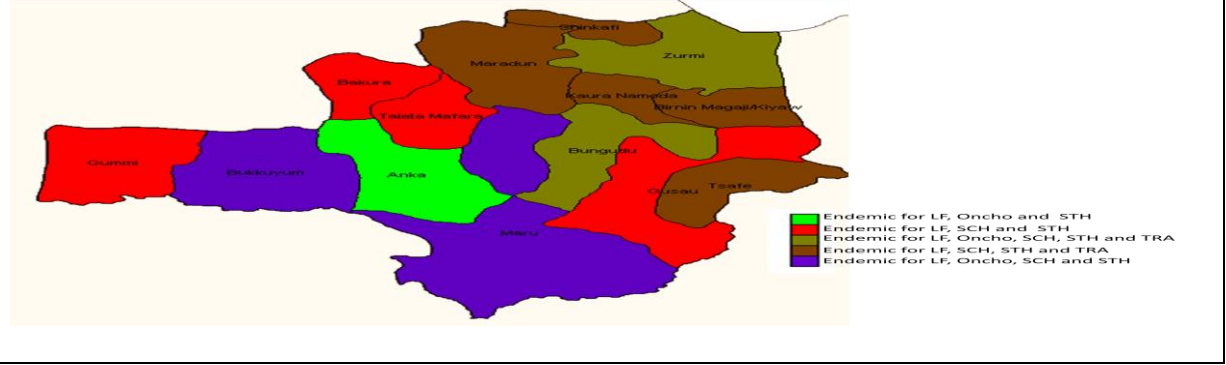 Shinkafi
Zurmi
Maradun
Bakura
Kaura Namoda
Birnin Magaji/Kiyaw
Talata Mafara
Bungudu
Gummi
Bukkuyum
Anka
Tsafe
Gusau
Maru
Endemic for LF, Oncho and STH
Endemic for LF, SCH and STH
Endemic for LF, Oncho, SCH, STH and TRA
Endemic for LF, SCH, STH and TRA
Endemic for LF, Oncho, SCH and STH